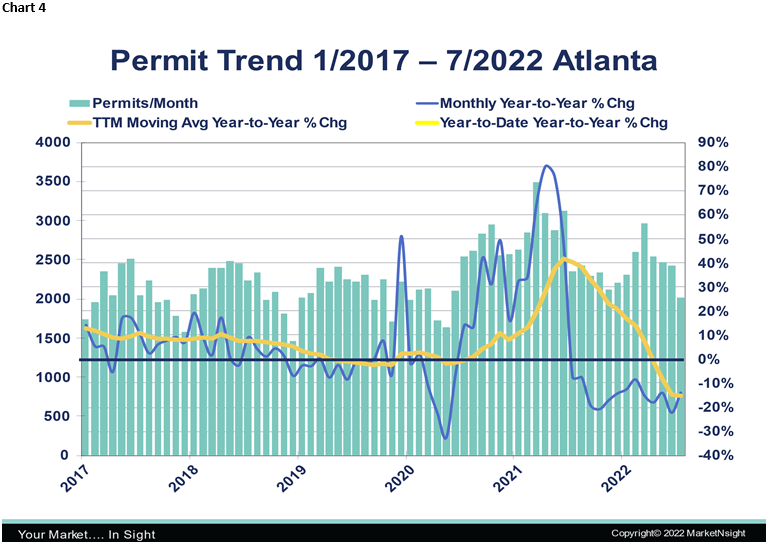 Chart 4
Permit Trend 1/2017 – 7/2022 Atlanta
Permits/Month
Monthly Year-to-Year % Chg
TTM Moving Avg Year-to-Year % Chg
Year-to-Date Year-to-Year % Chg
4000 90%
3500 80%
3000 70%
2500 60%
2000 50%
1500 40%
1000 30%
500 20%
0 10%
0%
-10%
-20%
-30%
-40%
2017 2018 2019 2020 2021 2022
Your Market.... In Sight
Copyright© 2022 MarketNsight